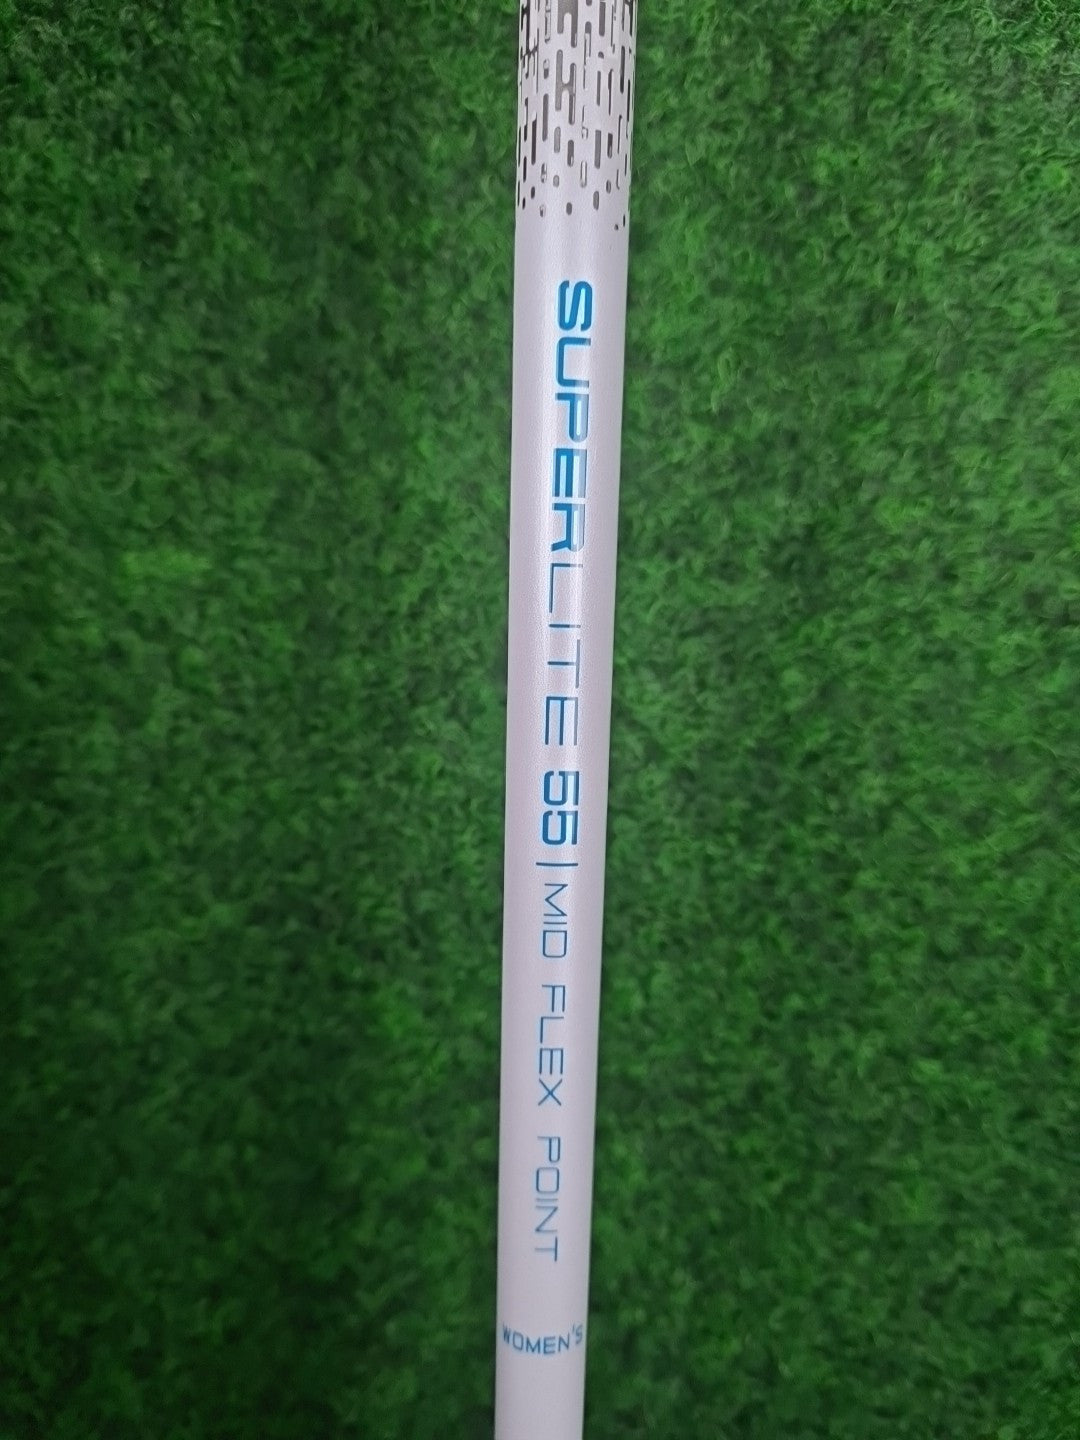 SUPERLITE 55 | MID FLEX POINT
WOMEN'S